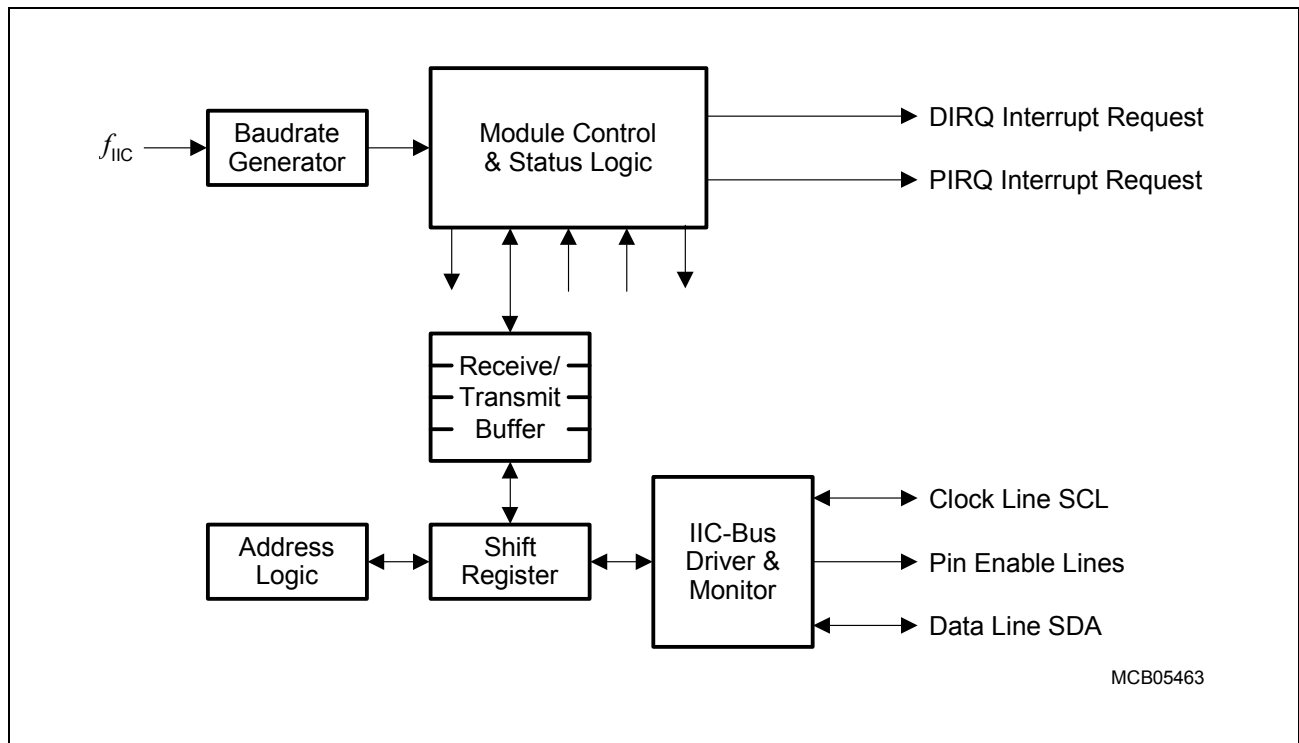 f IIC
Baudrate
Generator
Module Control
& Status Logic
DIRQ Interrupt Request
PIRQ Interrupt Request
Receive/
Transmit
Buffer
Address
Logic
Shift
Register
IIC-Bus
Driver &
Monitor
Clock Line SCL
Pin Enable Lines
Data Line SDA
MCB05463